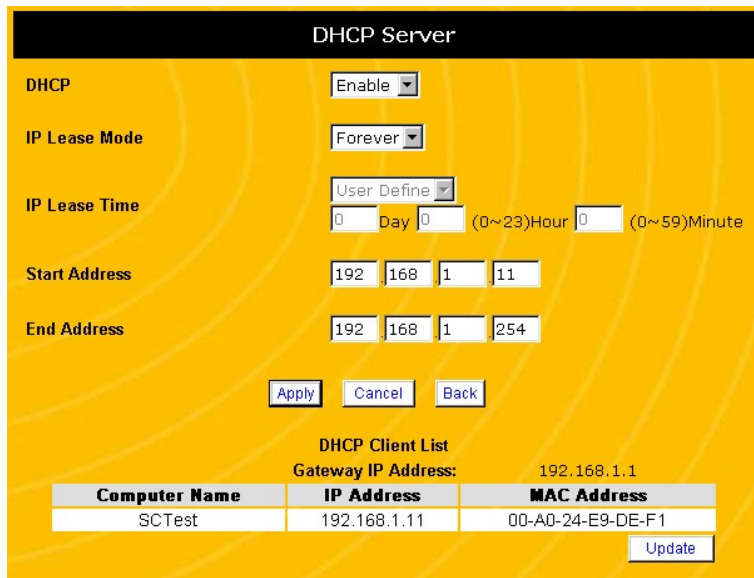 DHCP Server
DHCP Enable
IP Lease Mode Forever
IP Lease Time User Define
0 Day 0 (0~23)Hour 0 (0~59)Minute
Start Address 192 .168 .1 .11
End Address 192 .168 .1 .254
Apply Cancel Back
DHCP Client List
Gateway IP Address: 192.168.1.1
Computer Name IP Address MAC Address
SCTest 192.168.1.11 00-A0-24-E9-DE-F1
Update